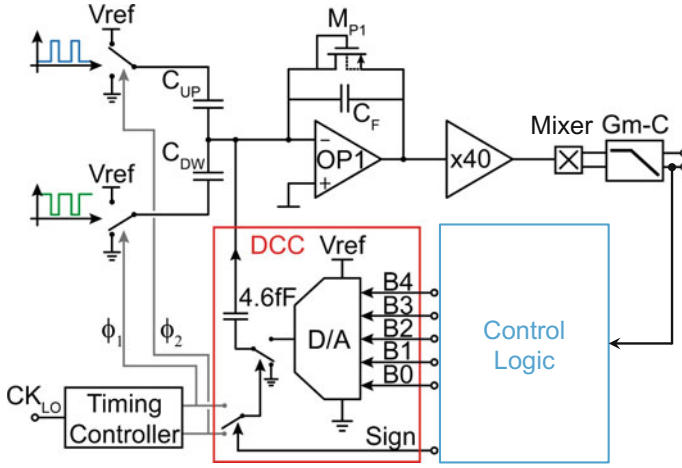 Vref
M_P1
C_UP
C_F
Mixer
Gm-C
−
OP1
+
x40
C_DW
Vref
DCC
Vref
4.6fF
D/A
B4
B3
B2
B1
B0
Control
Logic
ϕ₁
ϕ₂
CK_LO
Timing
Controller
Sign